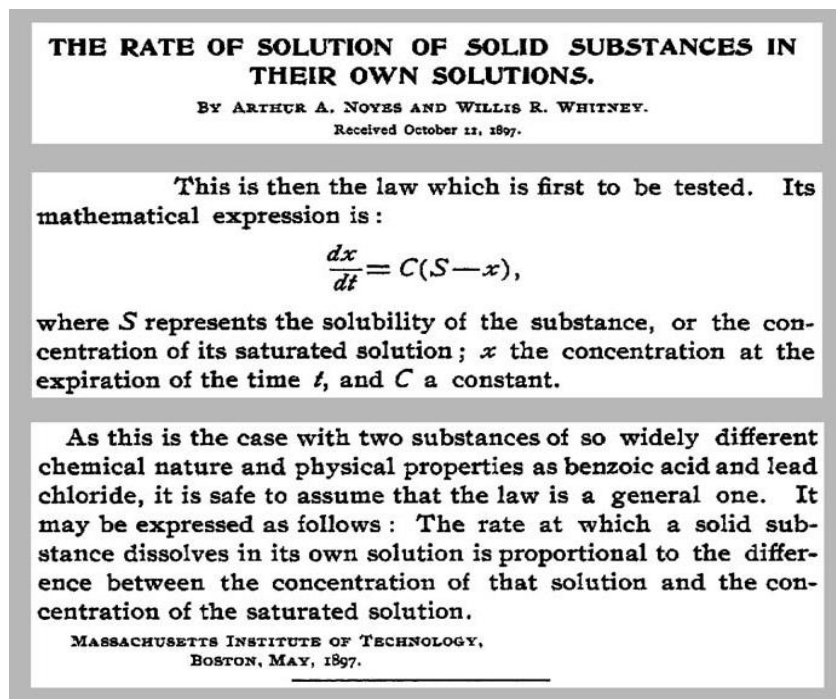 THE RATE OF SOLUTION OF SOLID SUBSTANCES IN
THEIR OWN SOLUTIONS.
BY ARTHUR A. NOYES AND WILLIS R. WHITNEY.
Received October 11, 1897.
This is then the law which is first to be tested. Its
mathematical expression is :
dx/dt = C(S—x),
where S represents the solubility of the substance, or the con-
centration of its saturated solution ; x the concentration at the
expiration of the time t, and C a constant.
As this is the case with two substances of so widely different
chemical nature and physical properties as benzoic acid and lead
chloride, it is safe to assume that the law is a general one. It
may be expressed as follows : The rate at which a solid sub-
stance dissolves in its own solution is proportional to the differ-
ence between the concentration of that solution and the con-
centration of the saturated solution.
MASSACHUSETTS INSTITUTE OF TECHNOLOGY,
BOSTON, MAY, 1897.